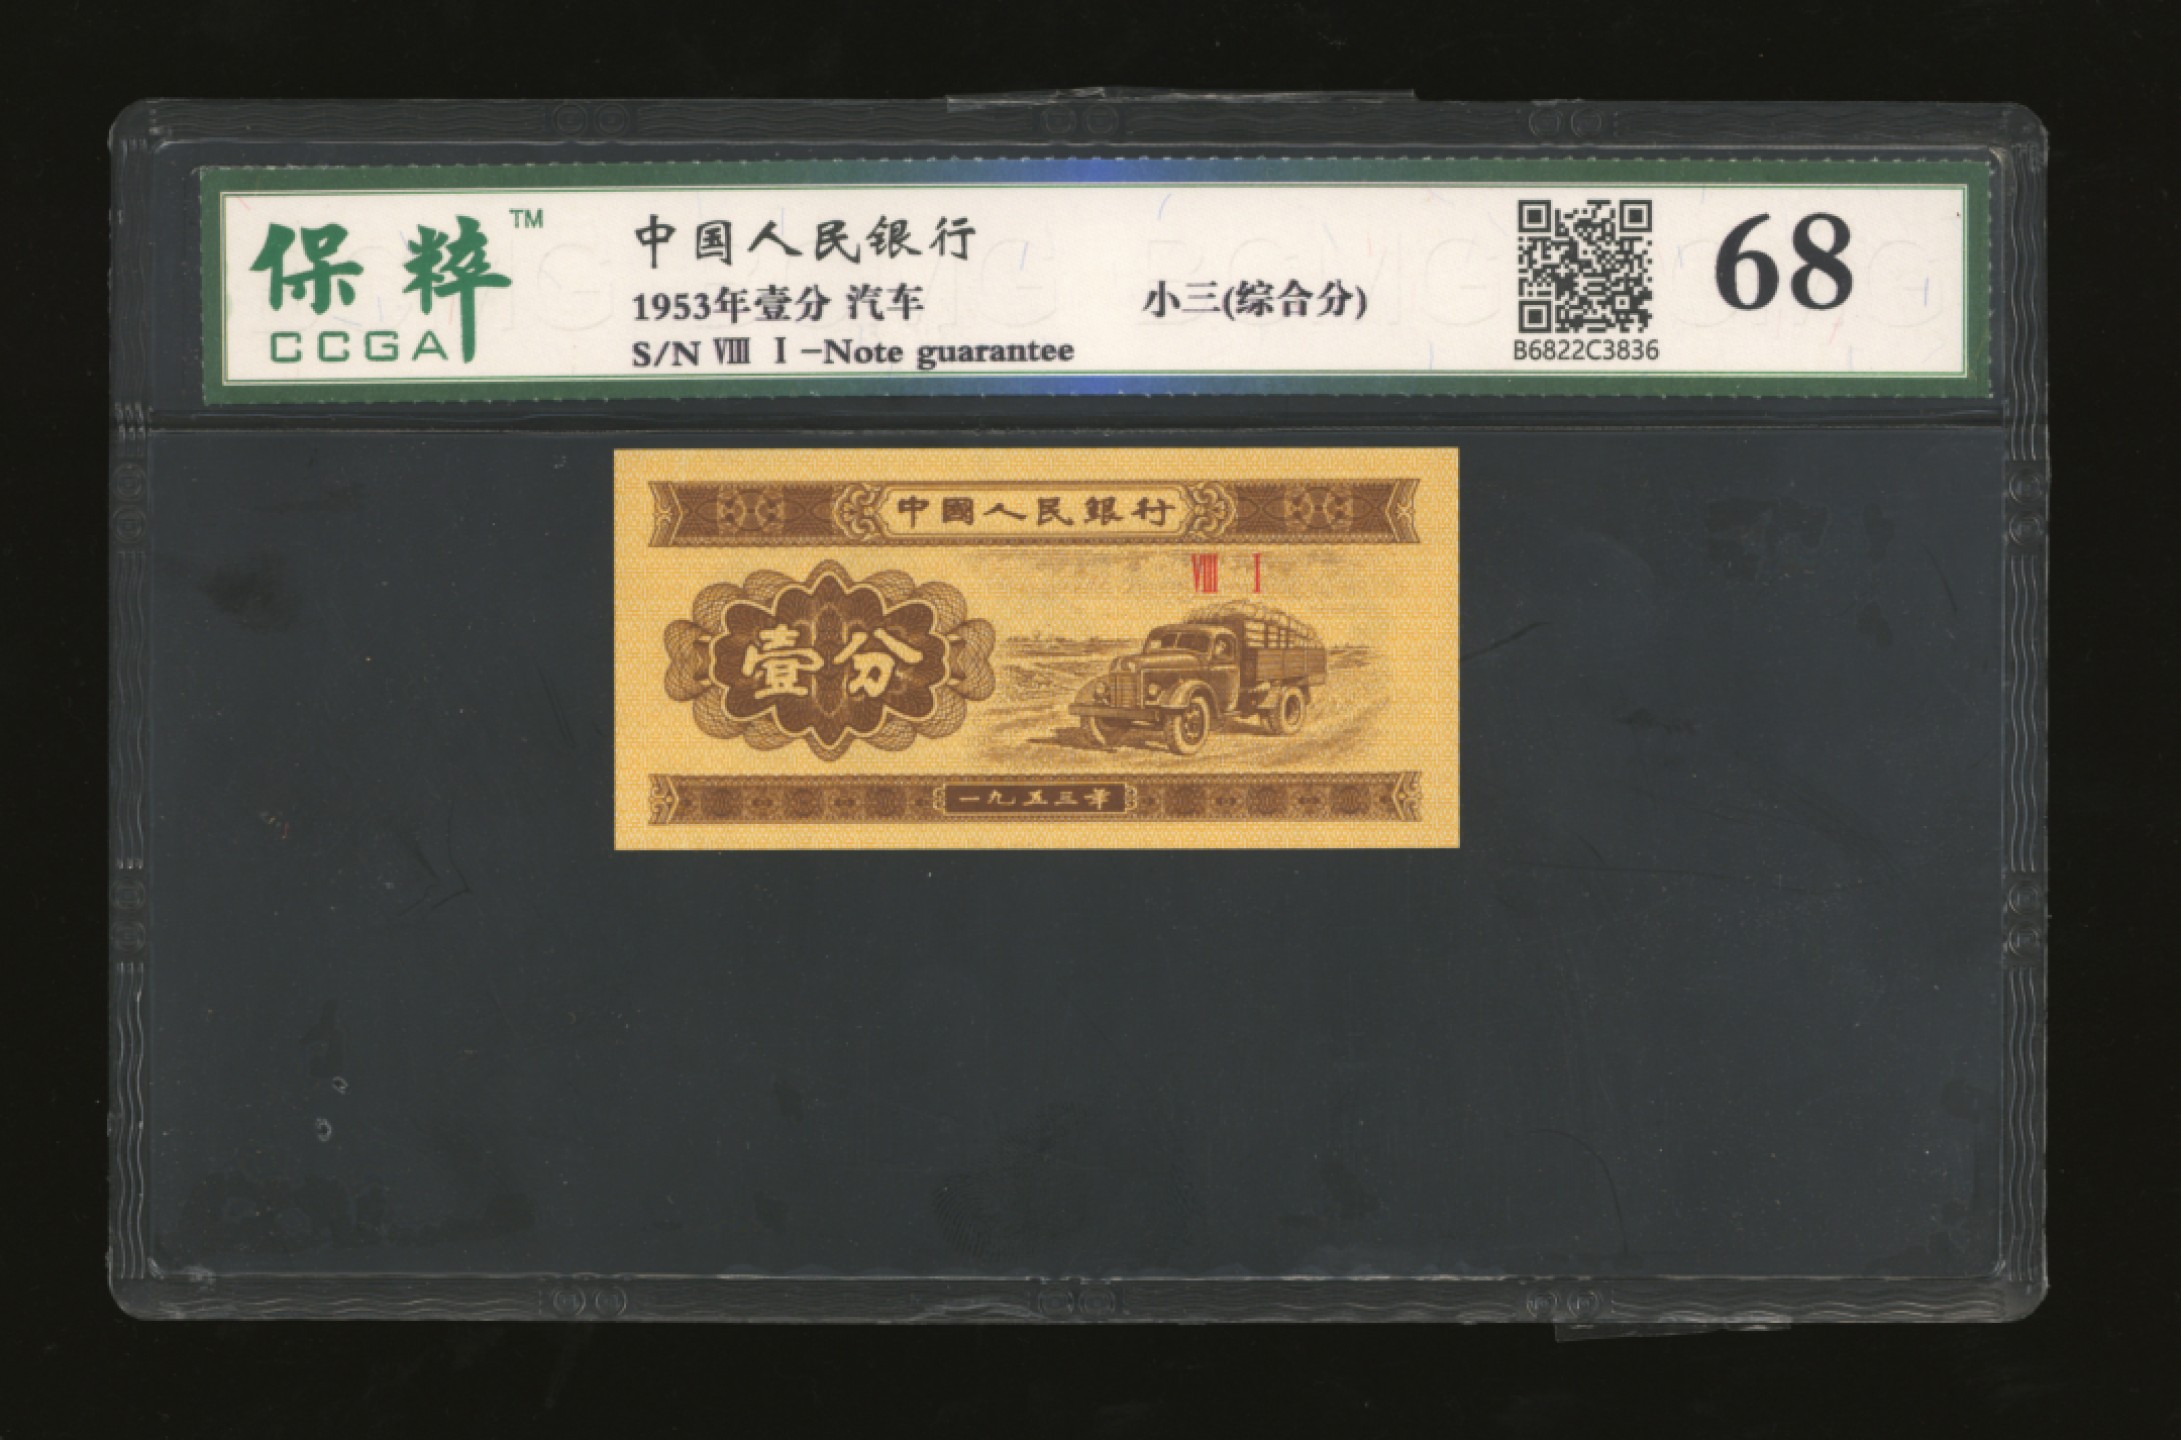 保粹™
CCGA
中国人民银行
1953年壹分 汽车
小三(综合分)
S/N Ⅷ Ⅰ-Note guarantee
B6822C3836
68
中國人民銀行
Ⅷ Ⅰ
壹分
一九五三年